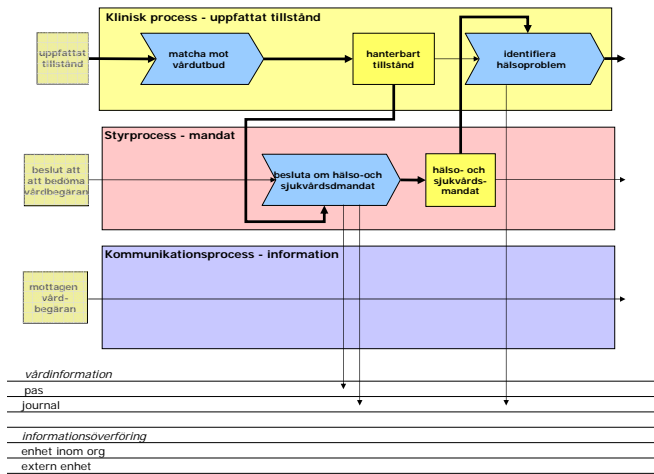 Klinisk process - uppfattat tillstånd
uppfattat
tillstånd
matcha mot
vårdutbud
hanterbart
tillstånd
identifiera
hälsoproblem
Styrprocess - mandat
beslut att
att bedöma
vårdbegäran
besluta om hälso-och
sjukvårdsdmandat
hälso- och
sjukvårds-
mandat
Kommunikationsprocess - information
mottagen
vård-
begäran
vårdinformation
pas
journal
informationsöverföring
enhet inom org
extern enhet